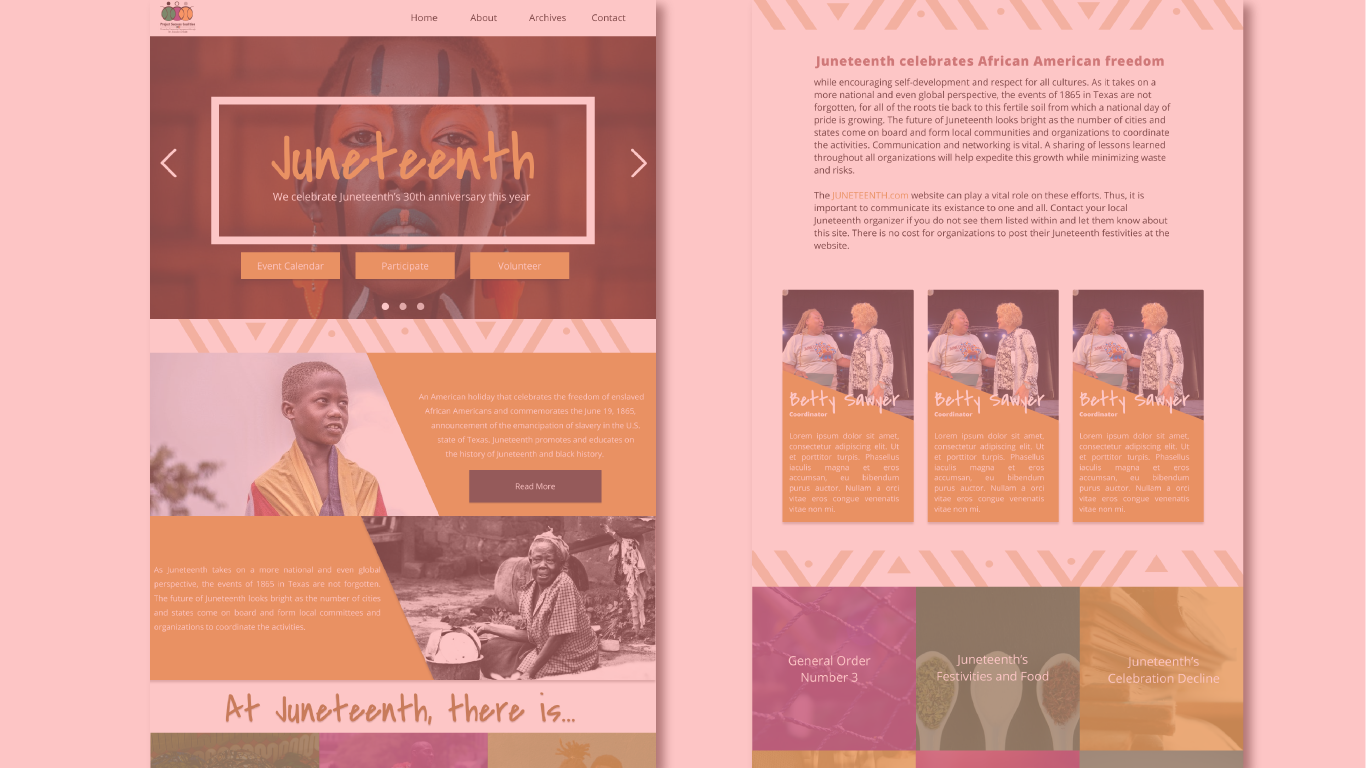 Home About Archives Contact
Juneteenth
We celebrate Juneteenth's 30th anniversary this year
Event Calendar Participate Volunteer
An American holiday that celebrates the freedom of enslaved
African Americans and commemorates the June 19, 1865,
announcement of the emancipation of slavery in the U.S.
state of Texas. Juneteenth promotes and educates on
the history of Juneteenth and black history.
Read More
As Juneteenth takes on a more national and even global
perspective, the events of 1865 in Texas are not forgotten.
The future of Juneteenth looks bright as the number of cities
and states come on board and form local committees and
organizations to coordinate the activities.
At Juneteenth, there is...
Juneteenth celebrates African American freedom
while encouraging self-development and respect for all cultures. As it takes on a
more national and even global perspective, the events of 1865 in Texas are not
forgotten, for all of the roots tie back to this fertile soil from which a national day of
pride is growing. The future of Juneteenth looks bright as the number of cities and
states come on board and form local communities and organizations to coordinate
the activities. Communication and networking is vital. A sharing of lessons learned
throughout all organizations will help expedite this growth while minimizing waste
and risks.
The JUNETEENTH.com website can play a vital role on these efforts. Thus, it is
important to communicate its existance to one and all. Contact your local
Juneteenth organizer if you do not see them listed within and let them know about
this site. There is no cost for organizations to post their Juneteenth festivities at the
website.
Betty Sawyer
Coordinator
Lorem ipsum dolor sit amet,
consectetur adipiscing elit. Ut
et porttitor turpis. Phasellus
iaculis magna et eros
accumsan, eu bibendum
purus auctor. Nullam a orci
vitae eros congue venenatis
vitae non mi.
Betty Sawyer
Coordinator
Lorem ipsum dolor sit amet,
consectetur adipiscing elit. Ut
et porttitor turpis. Phasellus
iaculis magna et eros
accumsan, eu bibendum
purus auctor. Nullam a orci
vitae eros congue venenatis
vitae non mi.
Betty Sawyer
Coordinator
Lorem ipsum dolor sit amet,
consectetur adipiscing elit. Ut
et porttitor turpis. Phasellus
iaculis magna et eros
accumsan, eu bibendum
purus auctor. Nullam a orci
vitae eros congue venenatis
vitae non mi.
General Order
Number 3
Juneteenth's
Festivities and Food
Juneteenth's
Celebration Decline